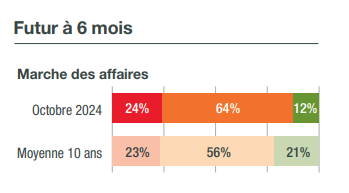 Futur à 6 mois
Marche des affaires
Octobre 2024 24% 64% 12%
Moyenne 10 ans 23% 56% 21%